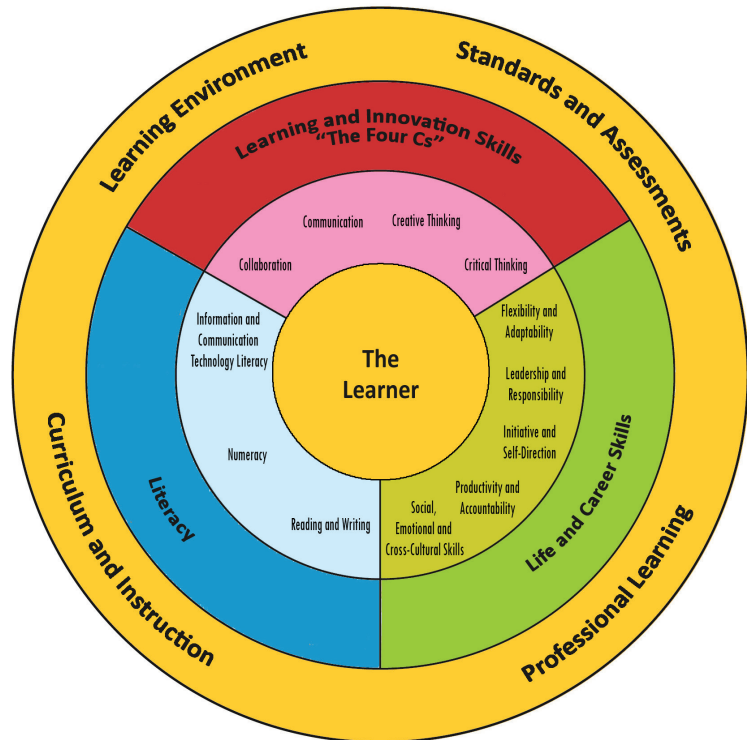 Learning Environment
Standards and Assessments
Learning and Innovation Skills
“The Four Cs”
Communication
Creative Thinking
Collaboration
Critical Thinking
Information and
Communication
Technology Literacy
Flexibility and
Adaptability
The
Learner
Leadership and
Responsibility
Numeracy
Initiative and
Self-Direction
Reading and Writing
Productivity and
Accountability
Social,
Emotional and
Cross-Cultural Skills
Literacy
Life and Career Skills
Curriculum and Instruction
Professional Learning